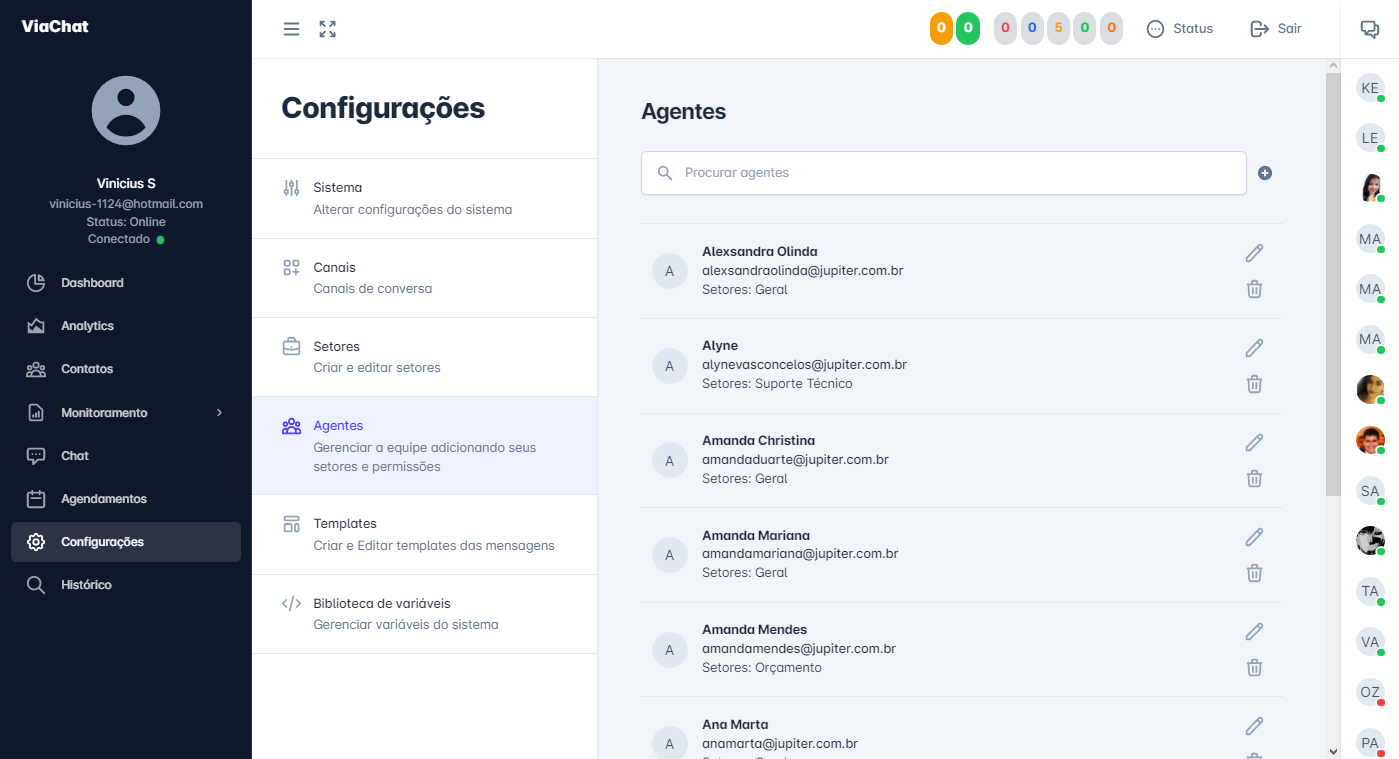 ViaChat
Vinicius S
vinicius-1124@hotmail.com
Status: Online
Conectado
Dashboard
Analytics
Contatos
Monitoramento
Chat
Agendamentos
Configurações
Histórico
0 0 0 0 5 0 0 Status Sair
Configurações
Sistema
Alterar configurações do sistema
Canais
Canais de conversa
Setores
Criar e editar setores
Agentes
Gerenciar a equipe adicionando seus
setores e permissões
Templates
Criar e Editar templates das mensagens
Biblioteca de variáveis
Gerenciar variáveis do sistema
Agentes
Procurar agentes
A
Alexsandra Olinda
alexsandraolinda@jupiter.com.br
Setores: Geral
A
Alyne
alynevasconcelos@jupiter.com.br
Setores: Suporte Técnico
A
Amanda Christina
amandaduarte@jupiter.com.br
Setores: Geral
A
Amanda Mariana
amandamariana@jupiter.com.br
Setores: Geral
A
Amanda Mendes
amandamendes@jupiter.com.br
Setores: Orçamento
A
Ana Marta
anamarta@jupiter.com.br
KE
LE
MA
MA
MA
SA
TA
VA
OZ
PA